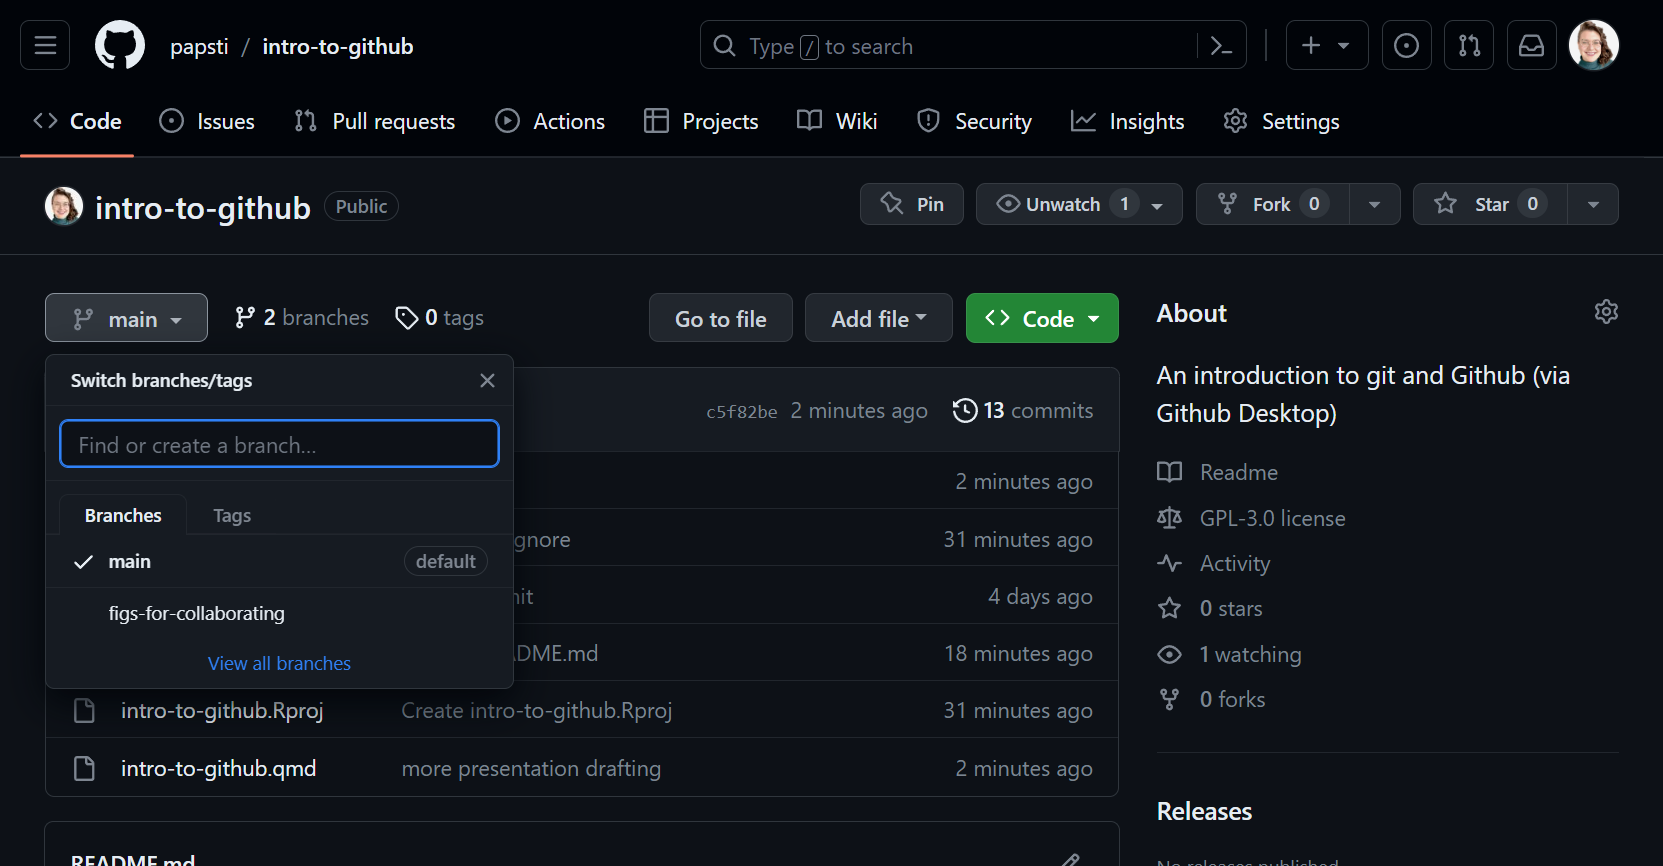 papsti / intro-to-github
Type / to search
Code
Issues
Pull requests
Actions
Projects
Wiki
Security
Insights
Settings
intro-to-github Public
Pin
Unwatch 1
Fork 0
Star 0
main
2 branches
0 tags
Go to file
Add file
Code
Switch branches/tags
Find or create a branch...
Branches
Tags
main default
figs-for-collaborating
View all branches
c5f82be 2 minutes ago 13 commits
2 minutes ago
gnore 31 minutes ago
it 4 days ago
DME.md 18 minutes ago
intro-to-github.Rproj Create intro-to-github.Rproj 31 minutes ago
intro-to-github.qmd more presentation drafting 2 minutes ago
README.md
About
An introduction to git and Github (via
Github Desktop)
Readme
GPL-3.0 license
Activity
0 stars
1 watching
0 forks
Releases
No releases published